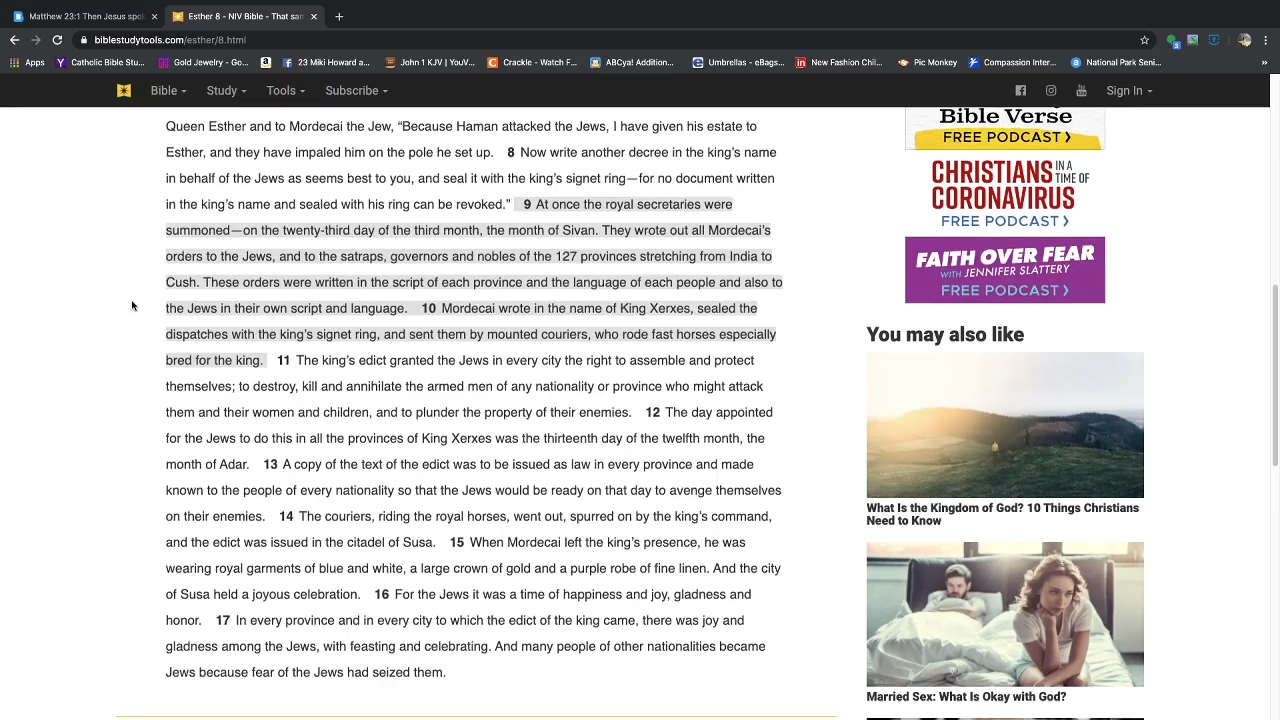 Matthew 23:1 Then Jesus spok
Esther 8 - NIV Bible - That sam
biblestudytools.com/esther/8.html
Apps Catholic Bible Stu... Gold Jewelry - Go... 23 Miki Howard a... John 1 KJV | YouV... Crackle - Watch F... ABCya! Addition... Umbrellas - eBags... New Fashion Chil... Pic Monkey Compassion Inter... National Park Seni... »
Bible Study Tools Subscribe Sign In
Queen Esther and to Mordecai the Jew, “Because Haman attacked the Jews, I have given his estate to
Esther, and they have impaled him on the pole he set up. 8 Now write another decree in the king’s name
in behalf of the Jews as seems best to you, and seal it with the king’s signet ring—for no document written
in the king’s name and sealed with his ring can be revoked.” 9 At once the royal secretaries were
summoned—on the twenty-third day of the third month, the month of Sivan. They wrote out all Mordecai’s
orders to the Jews, and to the satraps, governors and nobles of the 127 provinces stretching from India to
Cush. These orders were written in the script of each province and the language of each people and also to
the Jews in their own script and language. 10 Mordecai wrote in the name of King Xerxes, sealed the
dispatches with the king’s signet ring, and sent them by mounted couriers, who rode fast horses especially
bred for the king. 11 The king’s edict granted the Jews in every city the right to assemble and protect
themselves; to destroy, kill and annihilate the armed men of any nationality or province who might attack
them and their women and children, and to plunder the property of their enemies. 12 The day appointed
for the Jews to do this in all the provinces of King Xerxes was the thirteenth day of the twelfth month, the
month of Adar. 13 A copy of the text of the edict was to be issued as law in every province and made
known to the people of every nationality so that the Jews would be ready on that day to avenge themselves
on their enemies. 14 The couriers, riding the royal horses, went out, spurred on by the king’s command,
and the edict was issued in the citadel of Susa. 15 When Mordecai left the king’s presence, he was
wearing royal garments of blue and white, a large crown of gold and a purple robe of fine linen. And the city
of Susa held a joyous celebration. 16 For the Jews it was a time of happiness and joy, gladness and
honor. 17 In every province and in every city to which the edict of the king came, there was joy and
gladness among the Jews, with feasting and celebrating. And many people of other nationalities became
Jews because fear of the Jews had seized them.
Bible Verse
FREE PODCAST
CHRISTIANS IN A
TIME OF
CORONAVIRUS
FREE PODCAST
FAITH OVER FEAR
WITH JENNIFER SLATTERY
FREE PODCAST
You may also like
What Is the Kingdom of God? 10 Things Christians
Need to Know
Married Sex: What Is Okay with God?